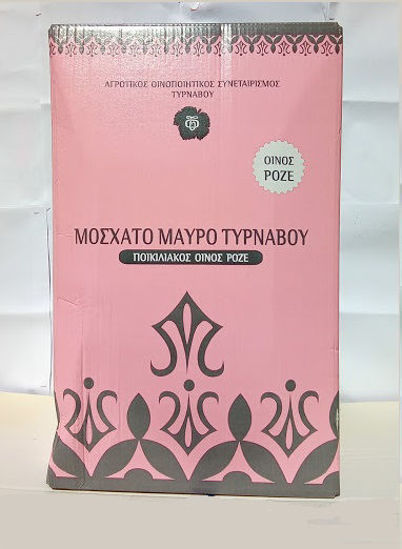 ΑΓΡΟΤΙΚΟΣ ΟΙΝΟΠΟΙΗΤΙΚΟΣ ΣΥΝΕΤΑΙΡΙΣΜΟΣ
ΤΥΡΝΑΒΟΥ
ΟΙΝΟΣ
ΡΟΖΕ
ΜΟΣΧΑΤΟ ΜΑΥΡΟ ΤΥΡΝΑΒΟΥ
ΠΟΙΚΙΛΙΑΚΟΣ ΟΙΝΟΣ ΡΟΖΕ